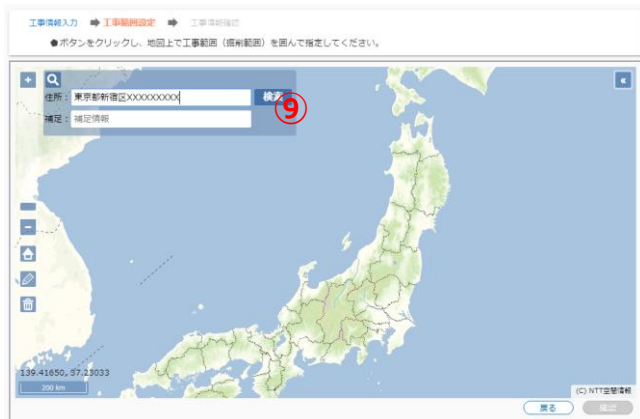 工事情報入力 ➡ 工事範囲設定 ➡ 工事情報確認
●ボタンをクリックし、地図上で工事範囲（掘削範囲）を囲んで指定してください。
+
«
住所： 東京都新宿区XXXXXXXXX 検索
⑨
補足： 補足情報
−
139.41650, 37.23033
200 km
(C) NTT空間情報
戻る 確認